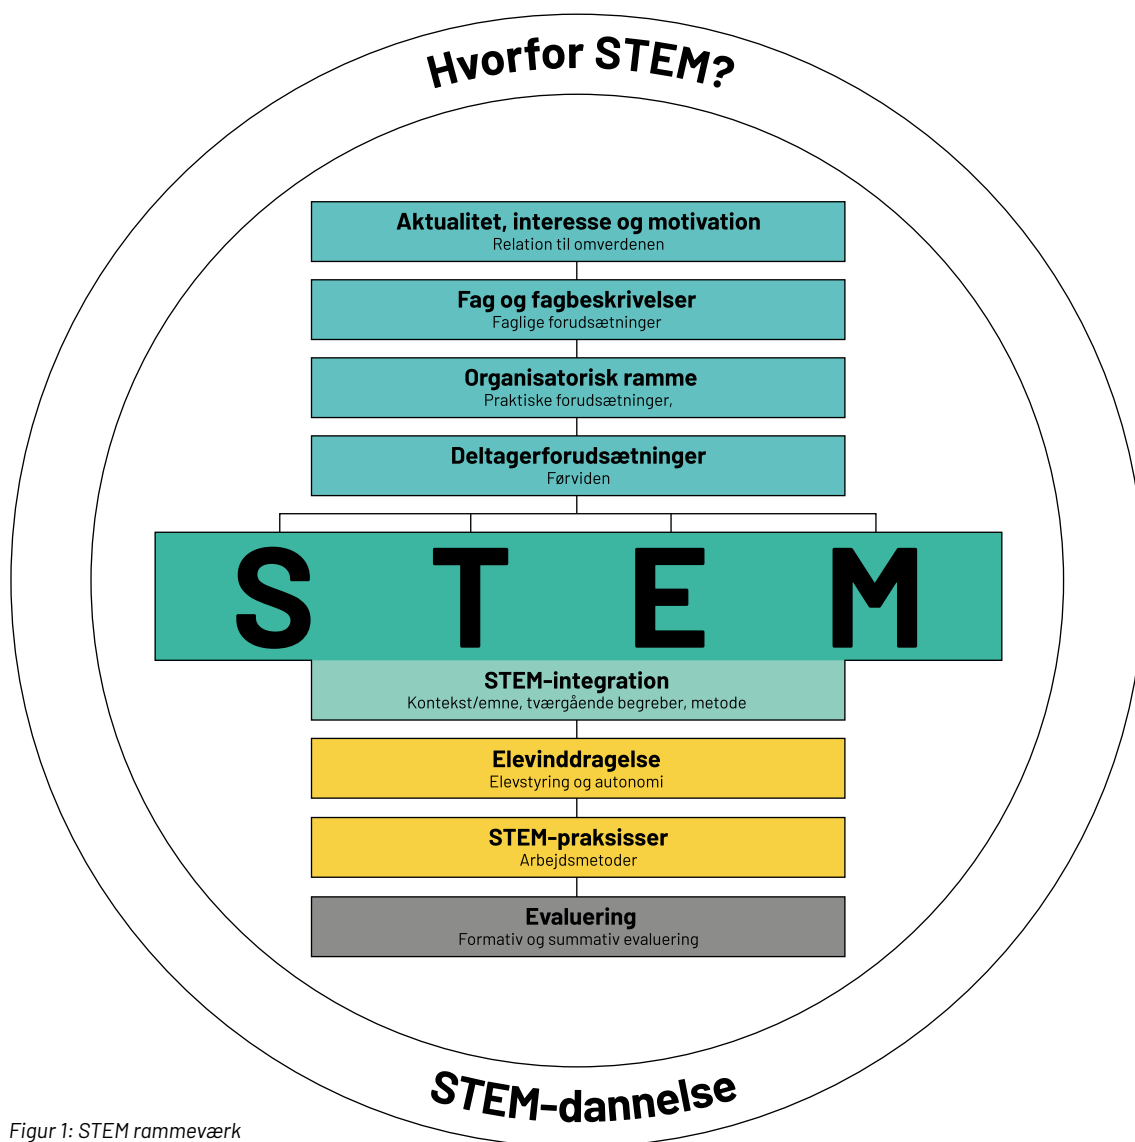 Hvorfor STEM?
Aktualitet, interesse og motivation
Relation til omverdenen
Fag og fagbeskrivelser
Faglige forudsætninger
Organisatorisk ramme
Praktiske forudsætninger,
Deltagerforudsætninger
Førviden
S T E M
STEM-integration
Kontekst/emne, tværgående begreber, metode
Elevinddragelse
Elevstyring og autonomi
STEM-praksisser
Arbejdsmetoder
Evaluering
Formativ og summativ evaluering
STEM-dannelse
Figur 1: STEM rammeværk